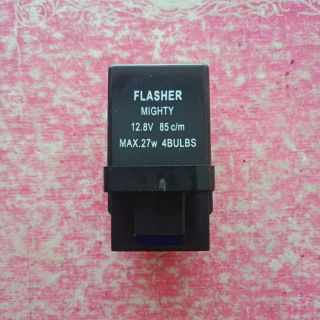 FLASHER
MIGHTY
12.8V 85 c/m
MAX.27w 4BULBS